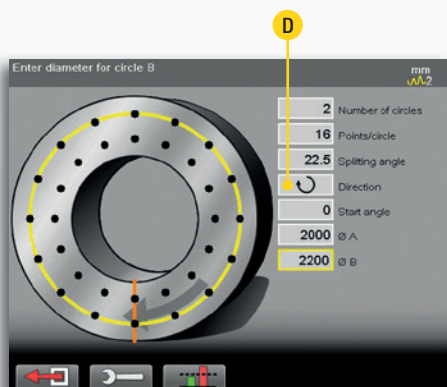 D
Enter diameter for circle B
mm
2
2 Number of circles
16 Points/circle
22.5 Splitting angle
Direction
0 Start angle
2000 Ø A
2200 Ø B